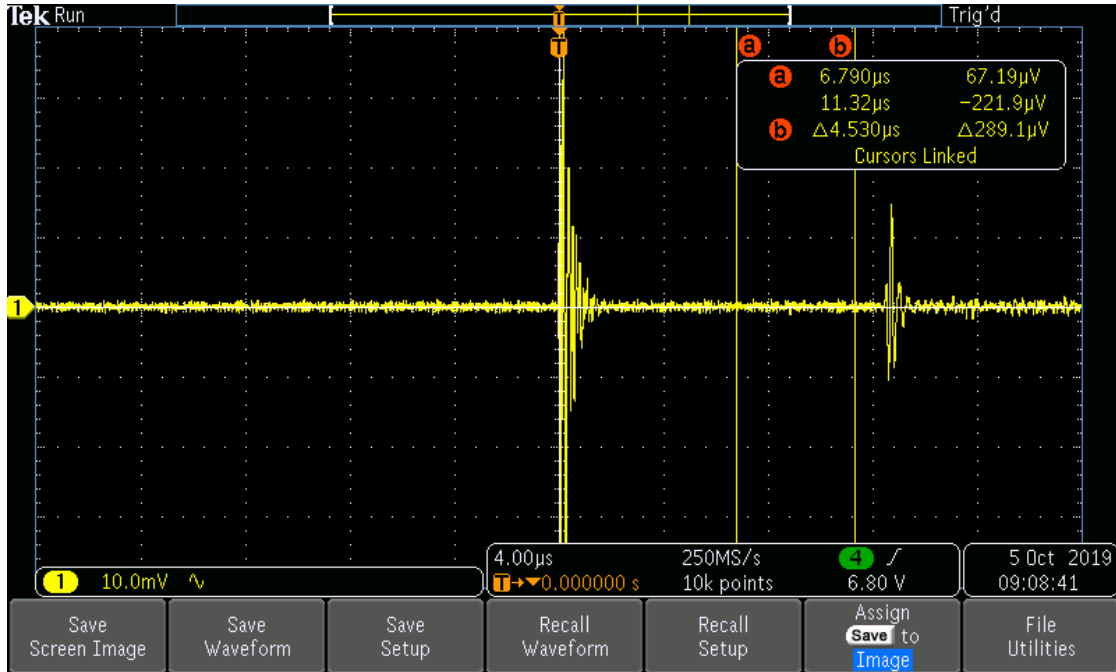 Tek Run Trig'd
T
T
a b
a 6.790µs 67.19µV
11.32µs −221.9µV
b Δ4.530µs Δ289.1µV
Cursors Linked
1
1 10.0mV
4.00µs 250MS/s 4
T→▼0.000000 s 10k points 6.80 V
5 Oct 2019
09:08:41
Save
Screen Image
Save
Waveform
Save
Setup
Recall
Waveform
Recall
Setup
Assign
Save to
Image
File
Utilities